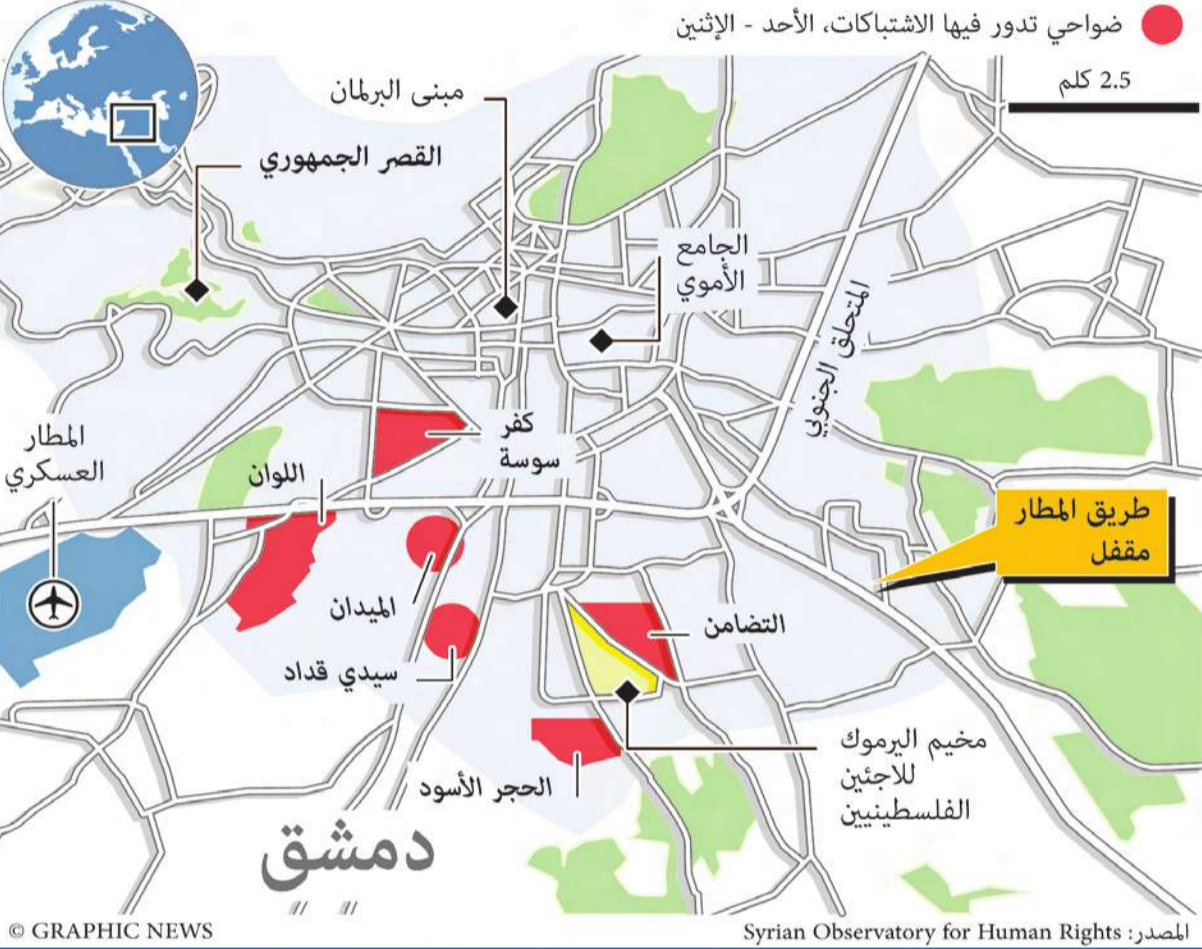 ضواحي تدور فيها الاشتباكات، الأحد - الإثنين
2.5 كلم
مبنى البرلمان
القصر الجمهوري
الجامع
الأموي
المتحلق الجنوبي
كفر
سوسة
المطار
العسكري
اللوان
طريق المطار
مقفل
الميدان
التضامن
سيدي قداد
مخيم اليرموك
للاجئين
الفلسطينيين
الحجر الأسود
دمشق
© GRAPHIC NEWS
المصدر: Syrian Observatory for Human Rights